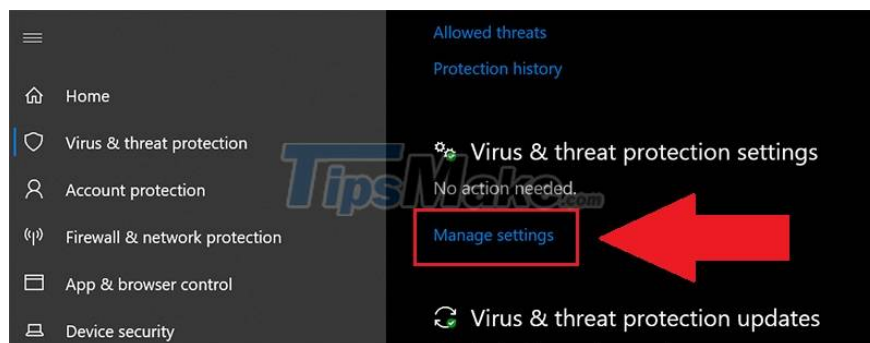 Home
Virus & threat protection
Account protection
Firewall & network protection
App & browser control
Device security
Allowed threats
Protection history
Virus & threat protection settings
No action needed.
Manage settings
Virus & threat protection updates
TipsMake.com